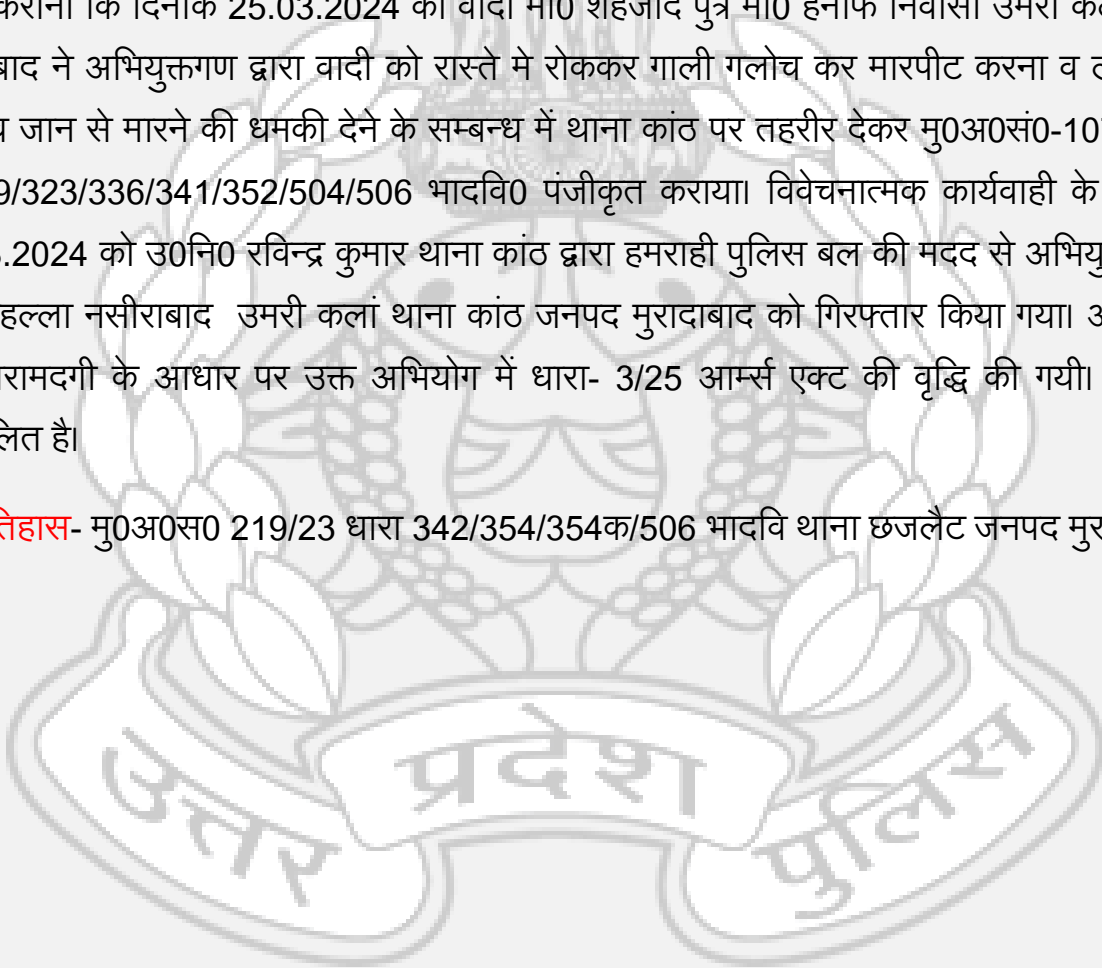 कराना कि दिनांक 25.03.2024 को वादी मौ0 शहजाद पुत्र मौ0 हनीफ निवासी उमरी
बाद ने अभियुक्तगण द्वारा वादी को रास्ते मे रोककर गाली गलोच कर मारपीट करना व
जान से मारने की धमकी देने के सम्बन्ध में थाना कांठ पर तहरीर देकर मु0अ0सं0-10
9/323/336/341/352/504/506 भादवि0 पंजीकृत कराया। विवेचनात्मक कार्यवाही के
.2024 को उ0नि0 रविन्द्र कुमार थाना कांठ द्वारा हमराही पुलिस बल की मदद से अभियु
हल्ला नसीराबाद उमरी कलां थाना कांठ जनपद मुरादाबाद को गिरफ्तार किया गया।
रामदगी के आधार पर उक्त अभियोग में धारा- 3/25 आर्म्स एक्ट की वृद्धि की गयी।
लित है।
तिहास- मु0अ0स0 219/23 धारा 342/354/354क/506 भादवि थाना छजलैट जनपद मुर
उत्तर प्रदेश पुलिस